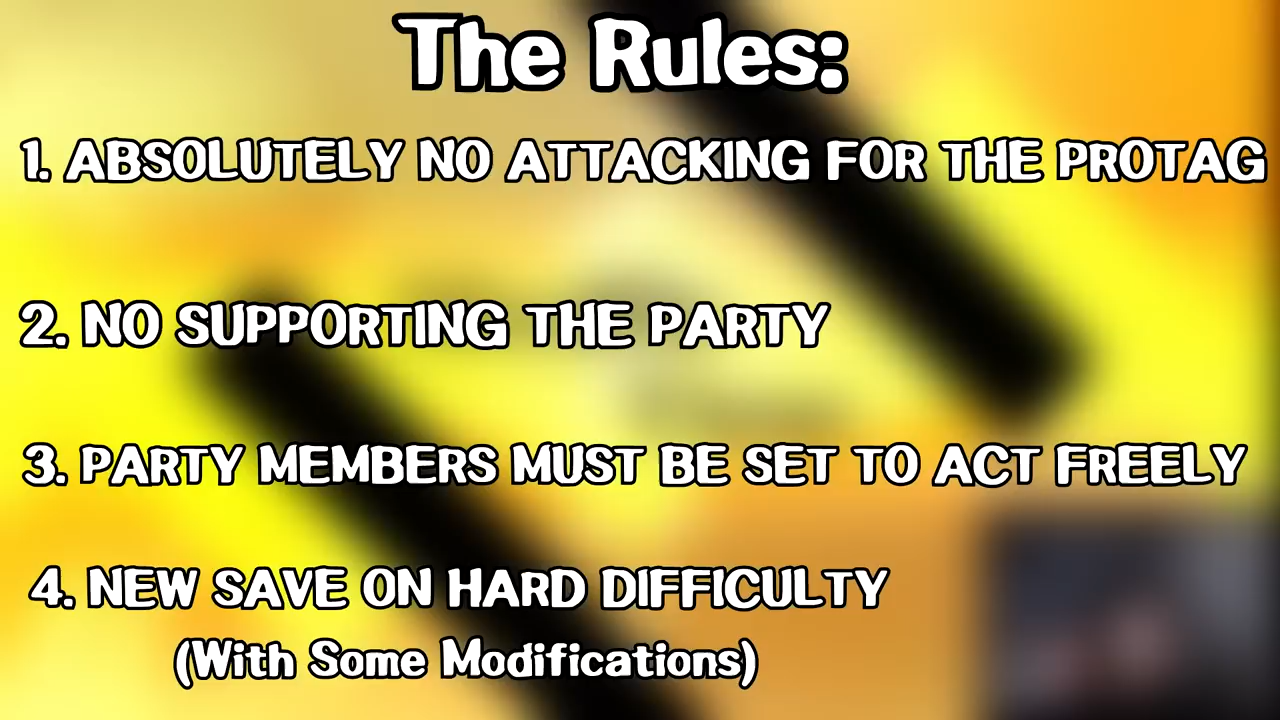 The Rules:
1. ABSOLUTELY NO ATTACKING FOR THE PROTAG
2. NO SUPPORTING THE PARTY
3. PARTY MEMBERS MUST BE SET TO ACT FREELY
4. NEW SAVE ON HARD DIFFICULTY
(With Some Modifications)